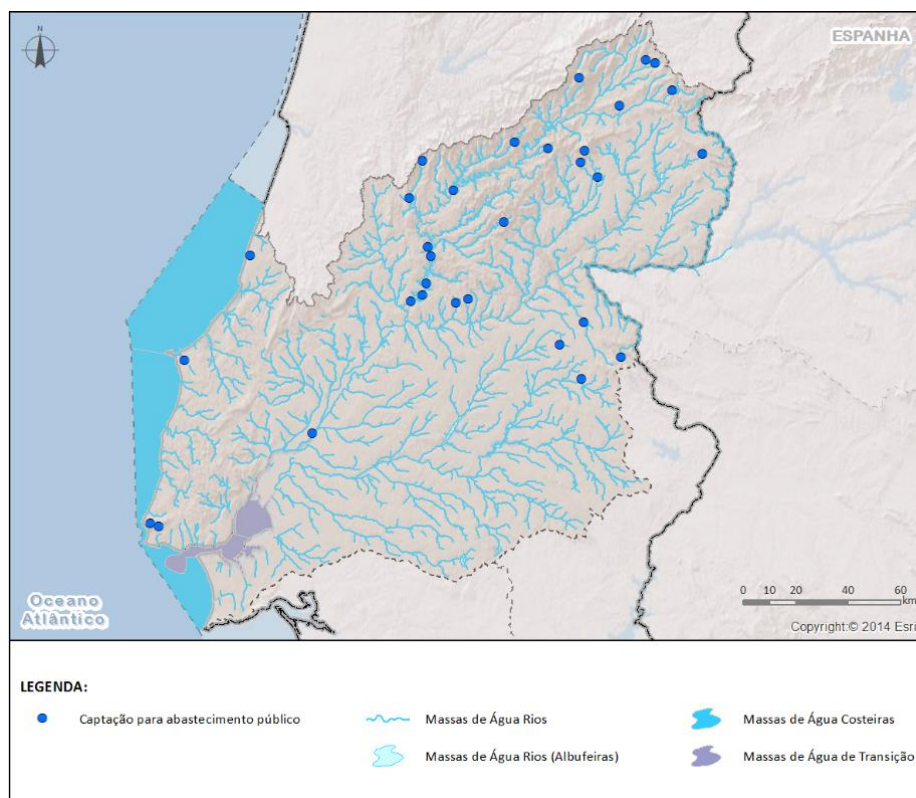 N
ESPANHA
Oceano
Atlântico
0 10 20 40 60
km
Copyright:© 2014 Esri
LEGENDA:
Captação para abastecimento público
Massas de Água Rios
Massas de Água Costeiras
Massas de Água Rios (Albufeiras)
Massas de Água de Transição